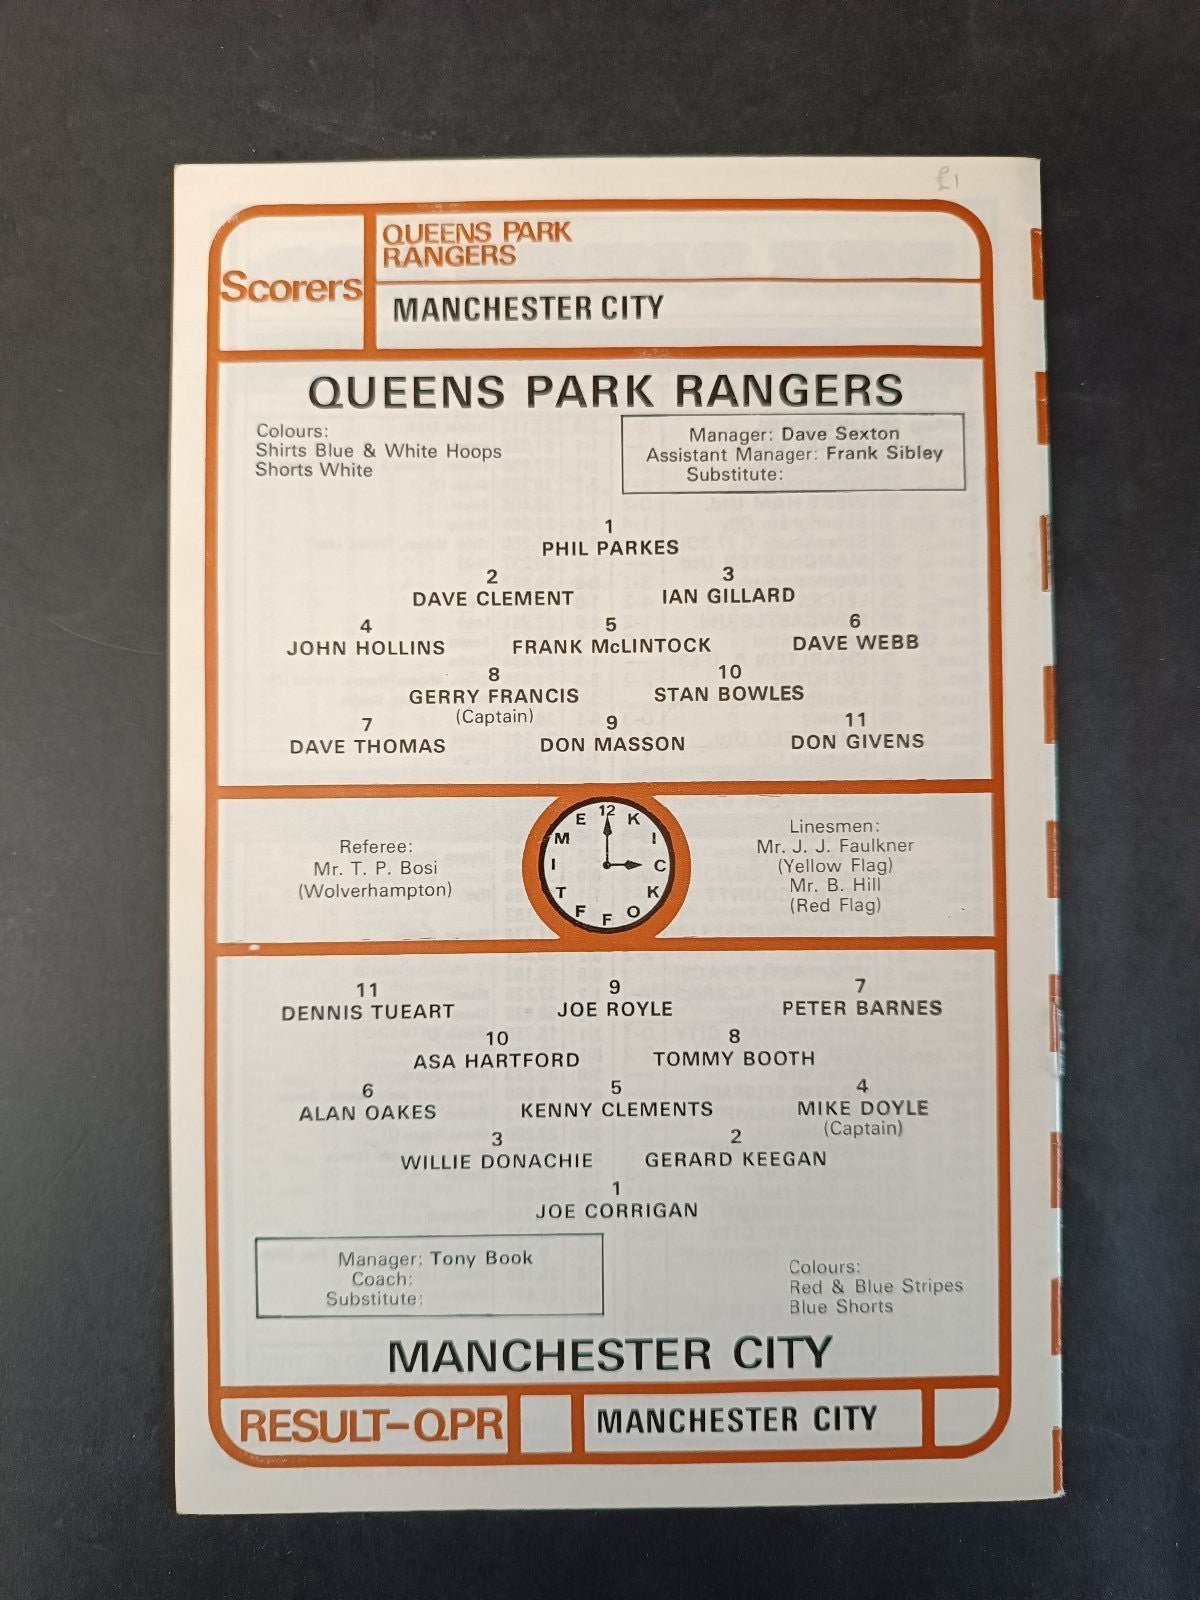 £1
Scorers
QUEENS PARK
RANGERS
MANCHESTER CITY
QUEENS PARK RANGERS
Colours:
Shirts Blue & White Hoops
Shorts White
Manager: Dave Sexton
Assistant Manager: Frank Sibley
Substitute:
1
PHIL PARKES
2 3
DAVE CLEMENT IAN GILLARD
4 5 6
JOHN HOLLINS FRANK McLINTOCK DAVE WEBB
8 10
GERRY FRANCIS STAN BOWLES
(Captain)
7 9 11
DAVE THOMAS DON MASSON DON GIVENS
Referee:
Mr. T. P. Bosi
(Wolverhampton)
12 KICK OFF TIME
Linesmen:
Mr. J. J. Faulkner
(Yellow Flag)
Mr. B. Hill
(Red Flag)
11 9 7
DENNIS TUEART JOE ROYLE PETER BARNES
10 8
ASA HARTFORD TOMMY BOOTH
6 5 4
ALAN OAKES KENNY CLEMENTS MIKE DOYLE
(Captain)
3 2
WILLIE DONACHIE GERARD KEEGAN
1
JOE CORRIGAN
Manager: Tony Book
Coach:
Substitute:
Colours:
Red & Blue Stripes
Blue Shorts
MANCHESTER CITY
RESULT-QPR
MANCHESTER CITY